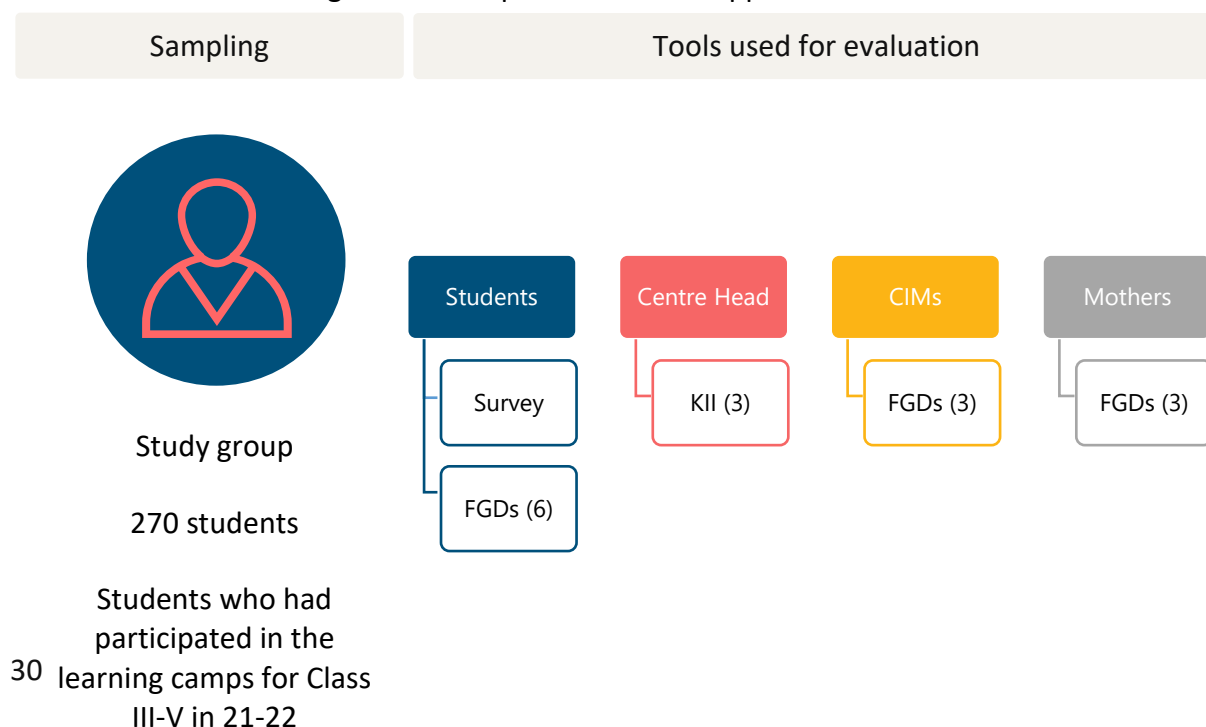 Sampling
Tools used for evaluation
Students
Centre Head
CIMs
Mothers
Survey
KII (3)
FGDs (3)
FGDs (3)
FGDs (6)
Study group
270 students
Students who had
participated in the
30 learning camps for Class
III-V in 21-22